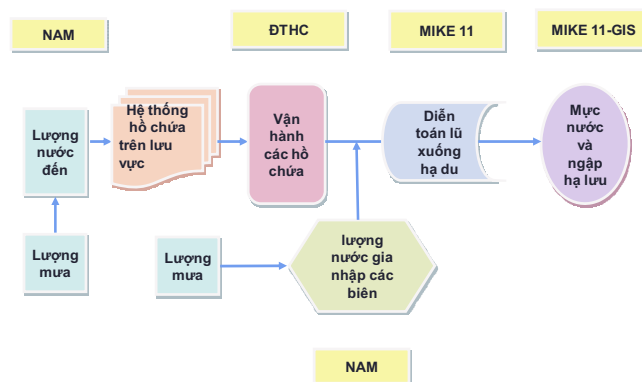 NAM
ĐTHC
MIKE 11
MIKE 11-GIS
Lượng
nước
đến
Hệ thống
hồ chứa
trên lưu
vực
Vận
hành
các hồ
chứa
Diễn
toán lũ
xuống
hạ du
Mực
nước
và
ngập
hạ lưu
Lượng
mưa
Lượng
mưa
lượng
nước gia
nhập các
biên
NAM